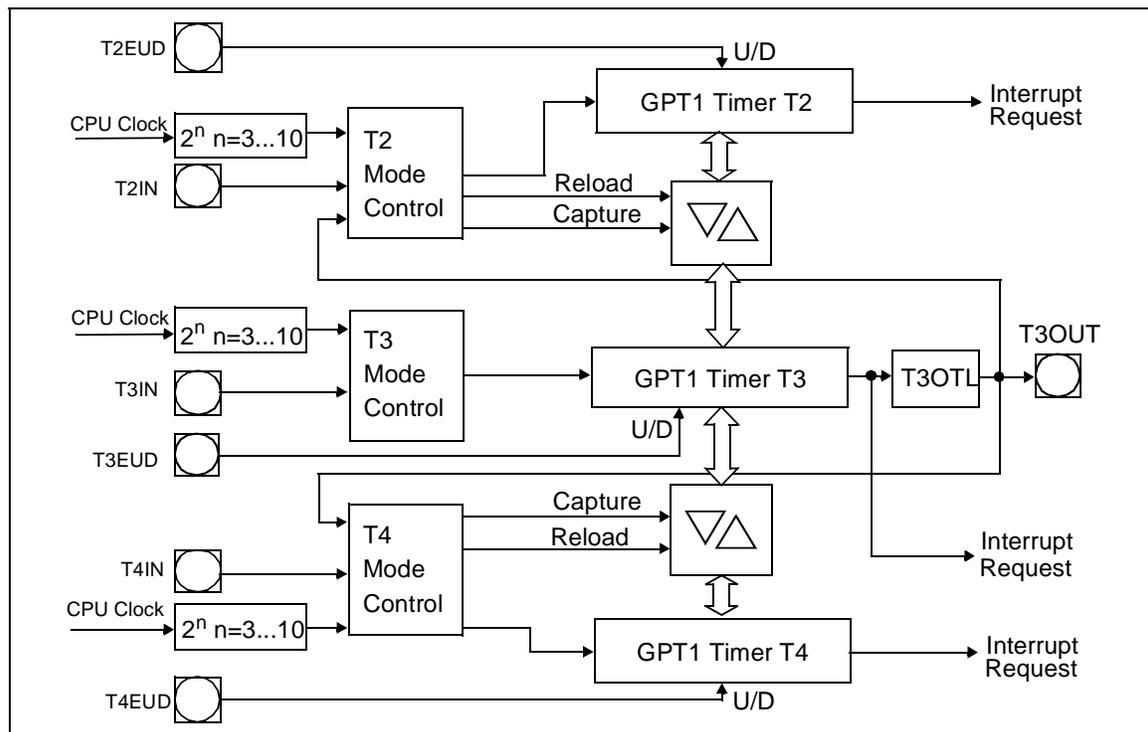 T2EUD
U/D
GPT1 Timer T2
Interrupt
Request
CPU Clock
2ⁿ n=3...10
T2
Mode
Control
T2IN
Reload
Capture
CPU Clock
2ⁿ n=3...10
T3
Mode
Control
T3IN
GPT1 Timer T3
T3OTL
T3OUT
U/D
T3EUD
Capture
Reload
T4
Mode
Control
T4IN
Interrupt
Request
CPU Clock
2ⁿ n=3...10
GPT1 Timer T4
Interrupt
Request
T4EUD
U/D